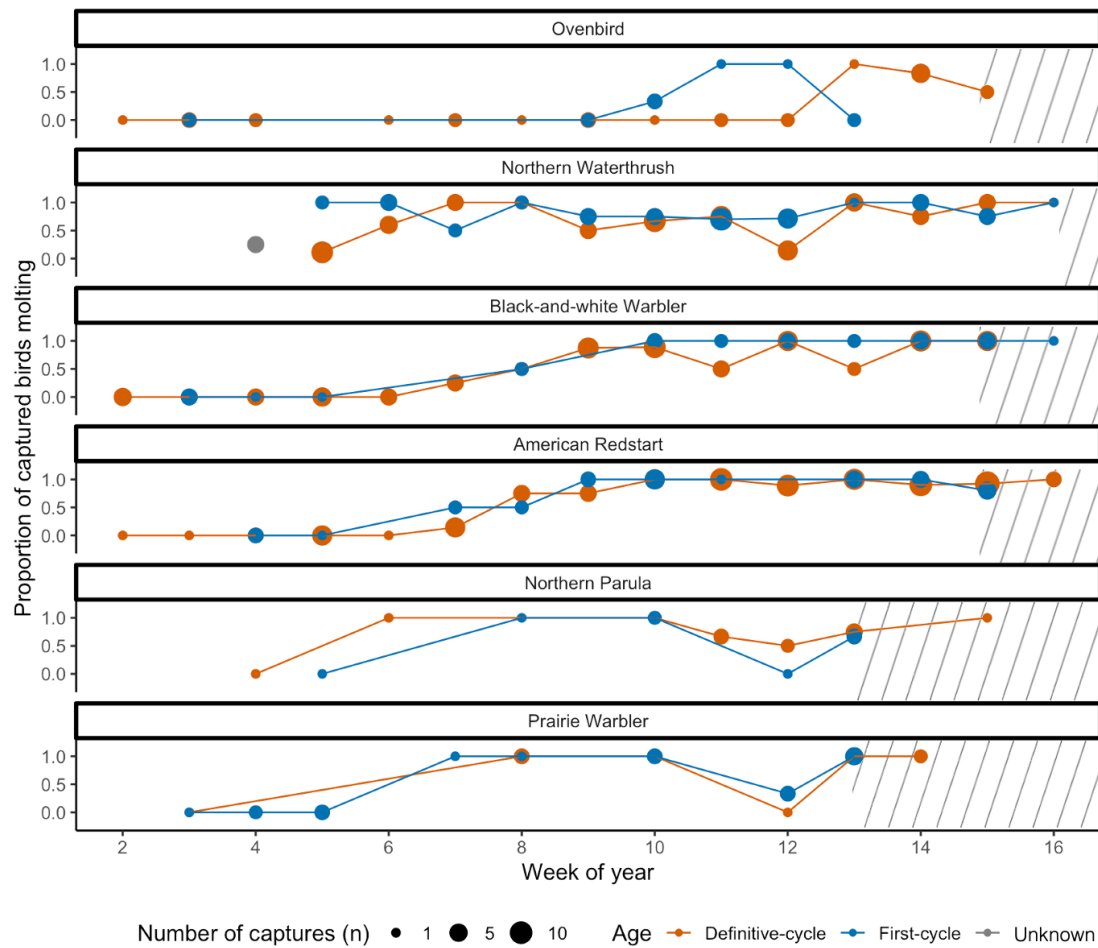 Ovenbird
1.0
0.5
0.0
Northern Waterthrush
1.0
0.5
0.0
Black-and-white Warbler
1.0
0.5
0.0
American Redstart
1.0
0.5
0.0
Northern Parula
1.0
0.5
0.0
Prairie Warbler
1.0
0.5
0.0
Proportion of captured birds molting
2 4 6 8 10 12 14 16
Week of year
Number of captures (n) 1 5 10 Age Definitive-cycle First-cycle Unknown